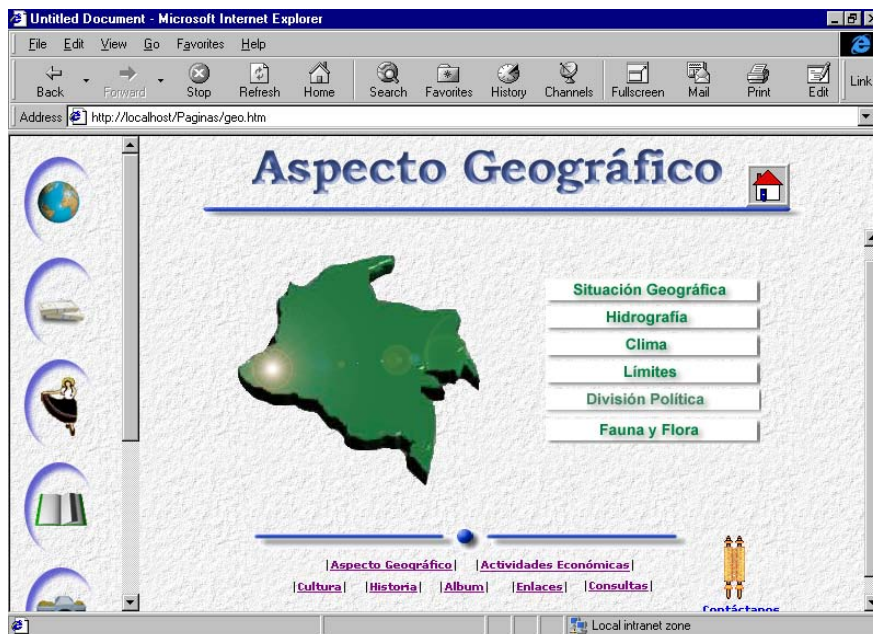 Untitled Document - Microsoft Internet Explorer
File Edit View Go Favorites Help
Back Forward Stop Refresh Home Search Favorites History Channels Fullscreen Mail Print Edit Link
Address http://localhost/Paginas/geo.htm
Aspecto Geográfico
Situación Geográfica
Hidrografía
Clima
Límites
División Política
Fauna y Flora
|Aspecto Geográfico| |Actividades Económicas|
|Cultura| |Historia| |Album| |Enlaces| |Consultas|
Contáctanos
Local intranet zone